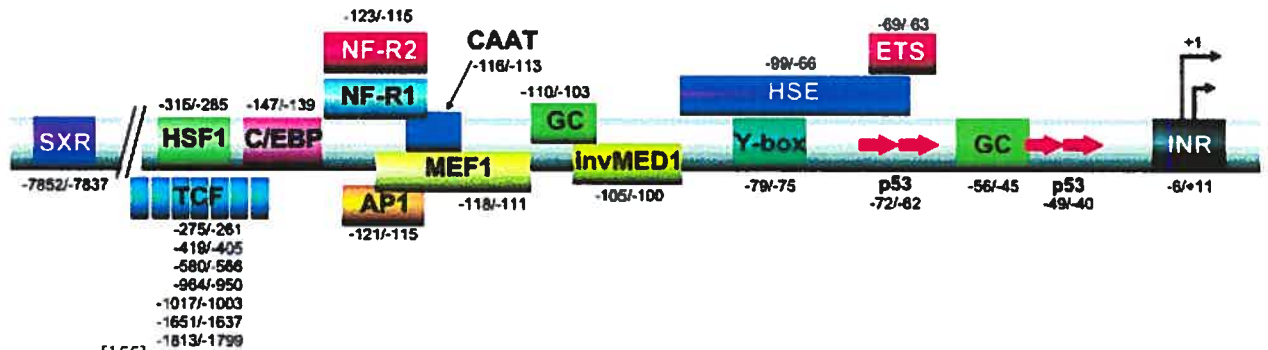 -123/-115
NF-R2
CAAT
-116/-113
-69/-63
ETS
+1
-315/-285
-147/-139
NF-R1
-110/-103
-99/-66
HSE
SXR
HSF1
C/EBP
GC
MEF1
InvMED1
Y-box
GC
INR
-7852/-7837
TCF
AP1
-118/-111
-105/-100
-79/-75
p53
-72/-62
-56/-45
p53
-49/-40
-6/+11
-121/-115
-275/-261
-419/-405
-580/-566
-964/-950
-1017/-1003
-1651/-1637
-1813/-1799